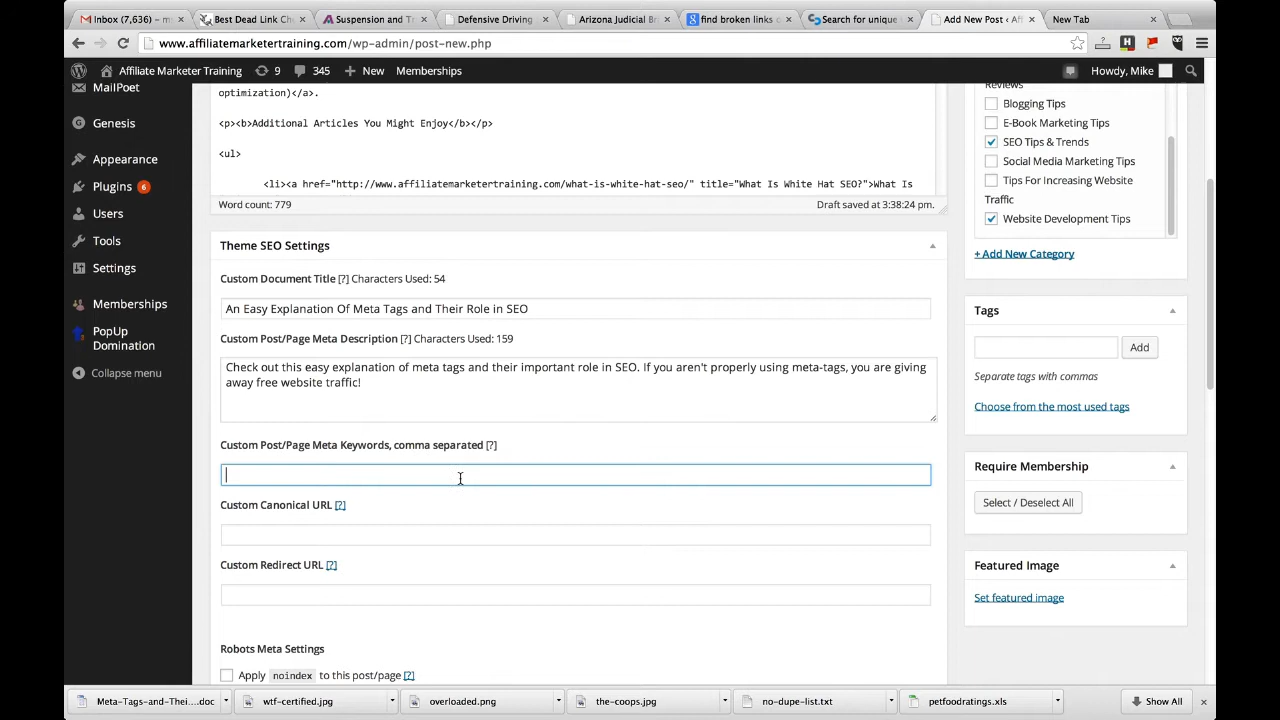 Inbox (7,636)
Best Dead Link Che
Suspension and Tr
Defensive Driving
Arizona Judicial Br
find broken links o
Search for unique
Add New Post ‹ Aff
New Tab
www.affiliatemarketertraining.com/wp-admin/post-new.php
Affiliate Marketer Training 9 345 New Memberships
Howdy, Mike
MailPoet
Genesis
Appearance
Plugins 6
Users
Tools
Settings
Memberships
PopUp
Domination
Collapse menu
optimization)</a>.
<p><b>Additional Articles You Might Enjoy</b></p>
<ul>
<li><a href="http://www.affiliatemarketertraining.com/what-is-white-hat-seo/" title="What Is White Hat SEO?">What Is
Word count: 779
Draft saved at 3:38:24 pm.
Theme SEO Settings
Custom Document Title [?] Characters Used: 54
An Easy Explanation Of Meta Tags and Their Role in SEO
Custom Post/Page Meta Description [?] Characters Used: 159
Check out this easy explanation of meta tags and their important role in SEO. If you aren't properly using meta-tags, you are giving
away free website traffic!
Custom Post/Page Meta Keywords, comma separated [?]
Custom Canonical URL [?]
Custom Redirect URL [?]
Robots Meta Settings
Apply noindex to this post/page [?]
Reviews
Blogging Tips
E-Book Marketing Tips
SEO Tips & Trends
Social Media Marketing Tips
Tips For Increasing Website
Traffic
Website Development Tips
+ Add New Category
Tags
Add
Separate tags with commas
Choose from the most used tags
Require Membership
Select / Deselect All
Featured Image
Set featured image
Meta-Tags-and-Thei....doc
wtf-certified.jpg
overloaded.png
the-coops.jpg
no-dupe-list.txt
petfoodratings.xls
Show All